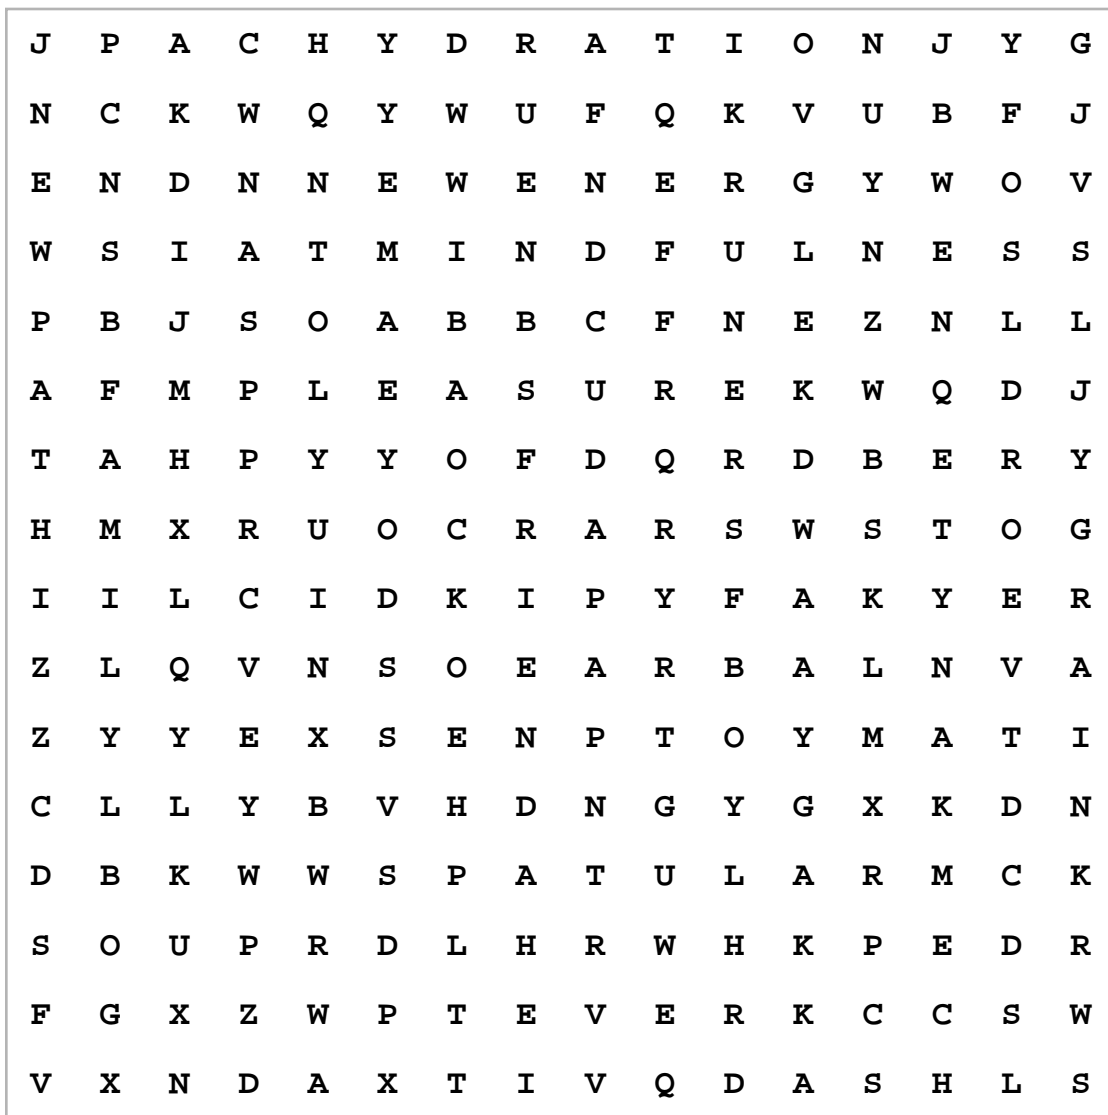 J P A C H Y D R A T I O N J Y G
N C K W Q Y W U F Q K V U B F J
E N D N N E W E N E R G Y W O V
W S I A T M I N D F U L N E S S
P B J S O A B B C F N E Z N L L
A F M P L E A S U R E K W Q D J
T A H P Y Y O F D Q R D B E R Y
H M X R U O C R A R S W S T O G
I I L C I D K I P Y F A K Y E R
Z L Q V N S O E A R B A L N V A
Z Y Y E X S E N P T O Y M A T I
C L L Y B V H D N G Y G X K D N
D B K W W S P A T U L A R M C K
S O U P R D L H R W H K P E D R
F G X Z W P T E V E R K C C S W
V X N D A X T I V Q D A S H L S